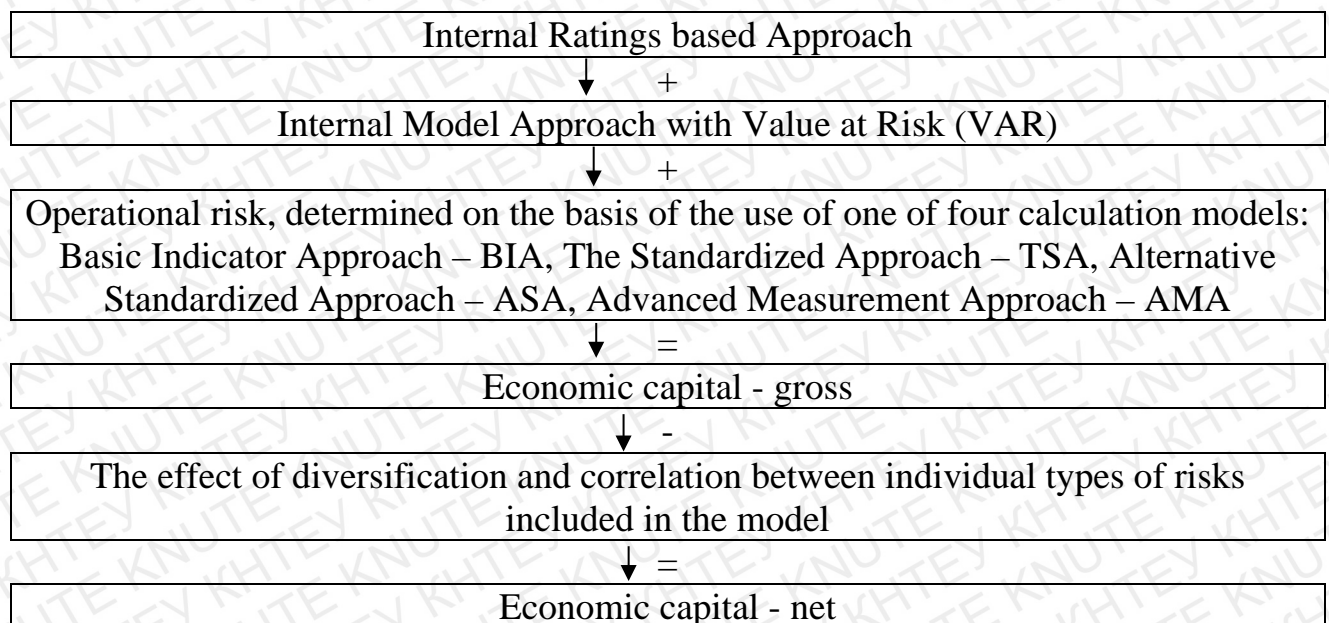 Internal Ratings based Approach
+
Internal Model Approach with Value at Risk (VAR)
+
Operational risk, determined on the basis of the use of one of four calculation models:
Basic Indicator Approach – BIA, The Standardized Approach – TSA, Alternative
Standardized Approach – ASA, Advanced Measurement Approach – AMA
=
Economic capital - gross
-
The effect of diversification and correlation between individual types of risks
included in the model
=
Economic capital - net